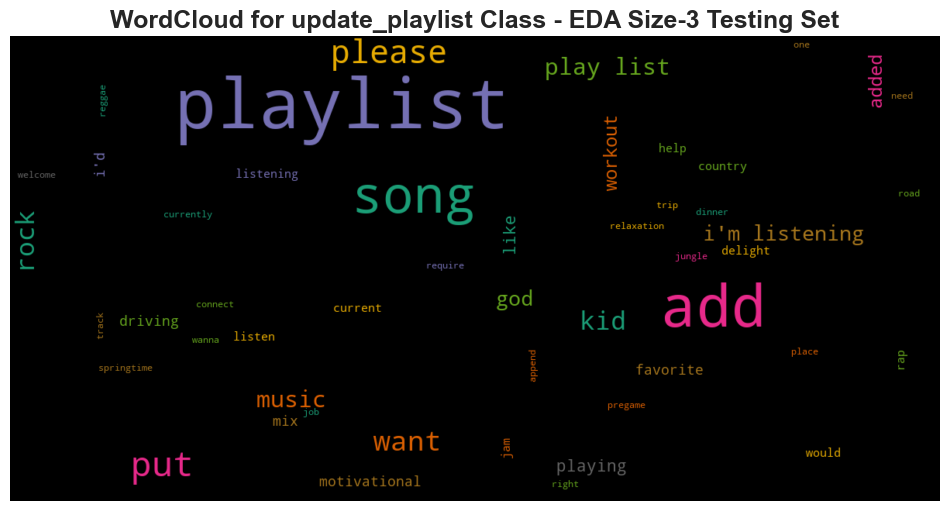 WordCloud for update_playlist Class - EDA Size-3 Testing Set
please
one
play list
added
playlist
reggae
need
workout
help
i'd
country
welcome
listening
song
road
trip
currently
dinner
rock
like
relaxation
i'm listening
delight
jungle
require
god
add
connect
current
driving
kid
track
wanna
listen
append
place
rap
springtime
favorite
music
job
pregame
mix
want
jam
would
put
playing
motivational
right